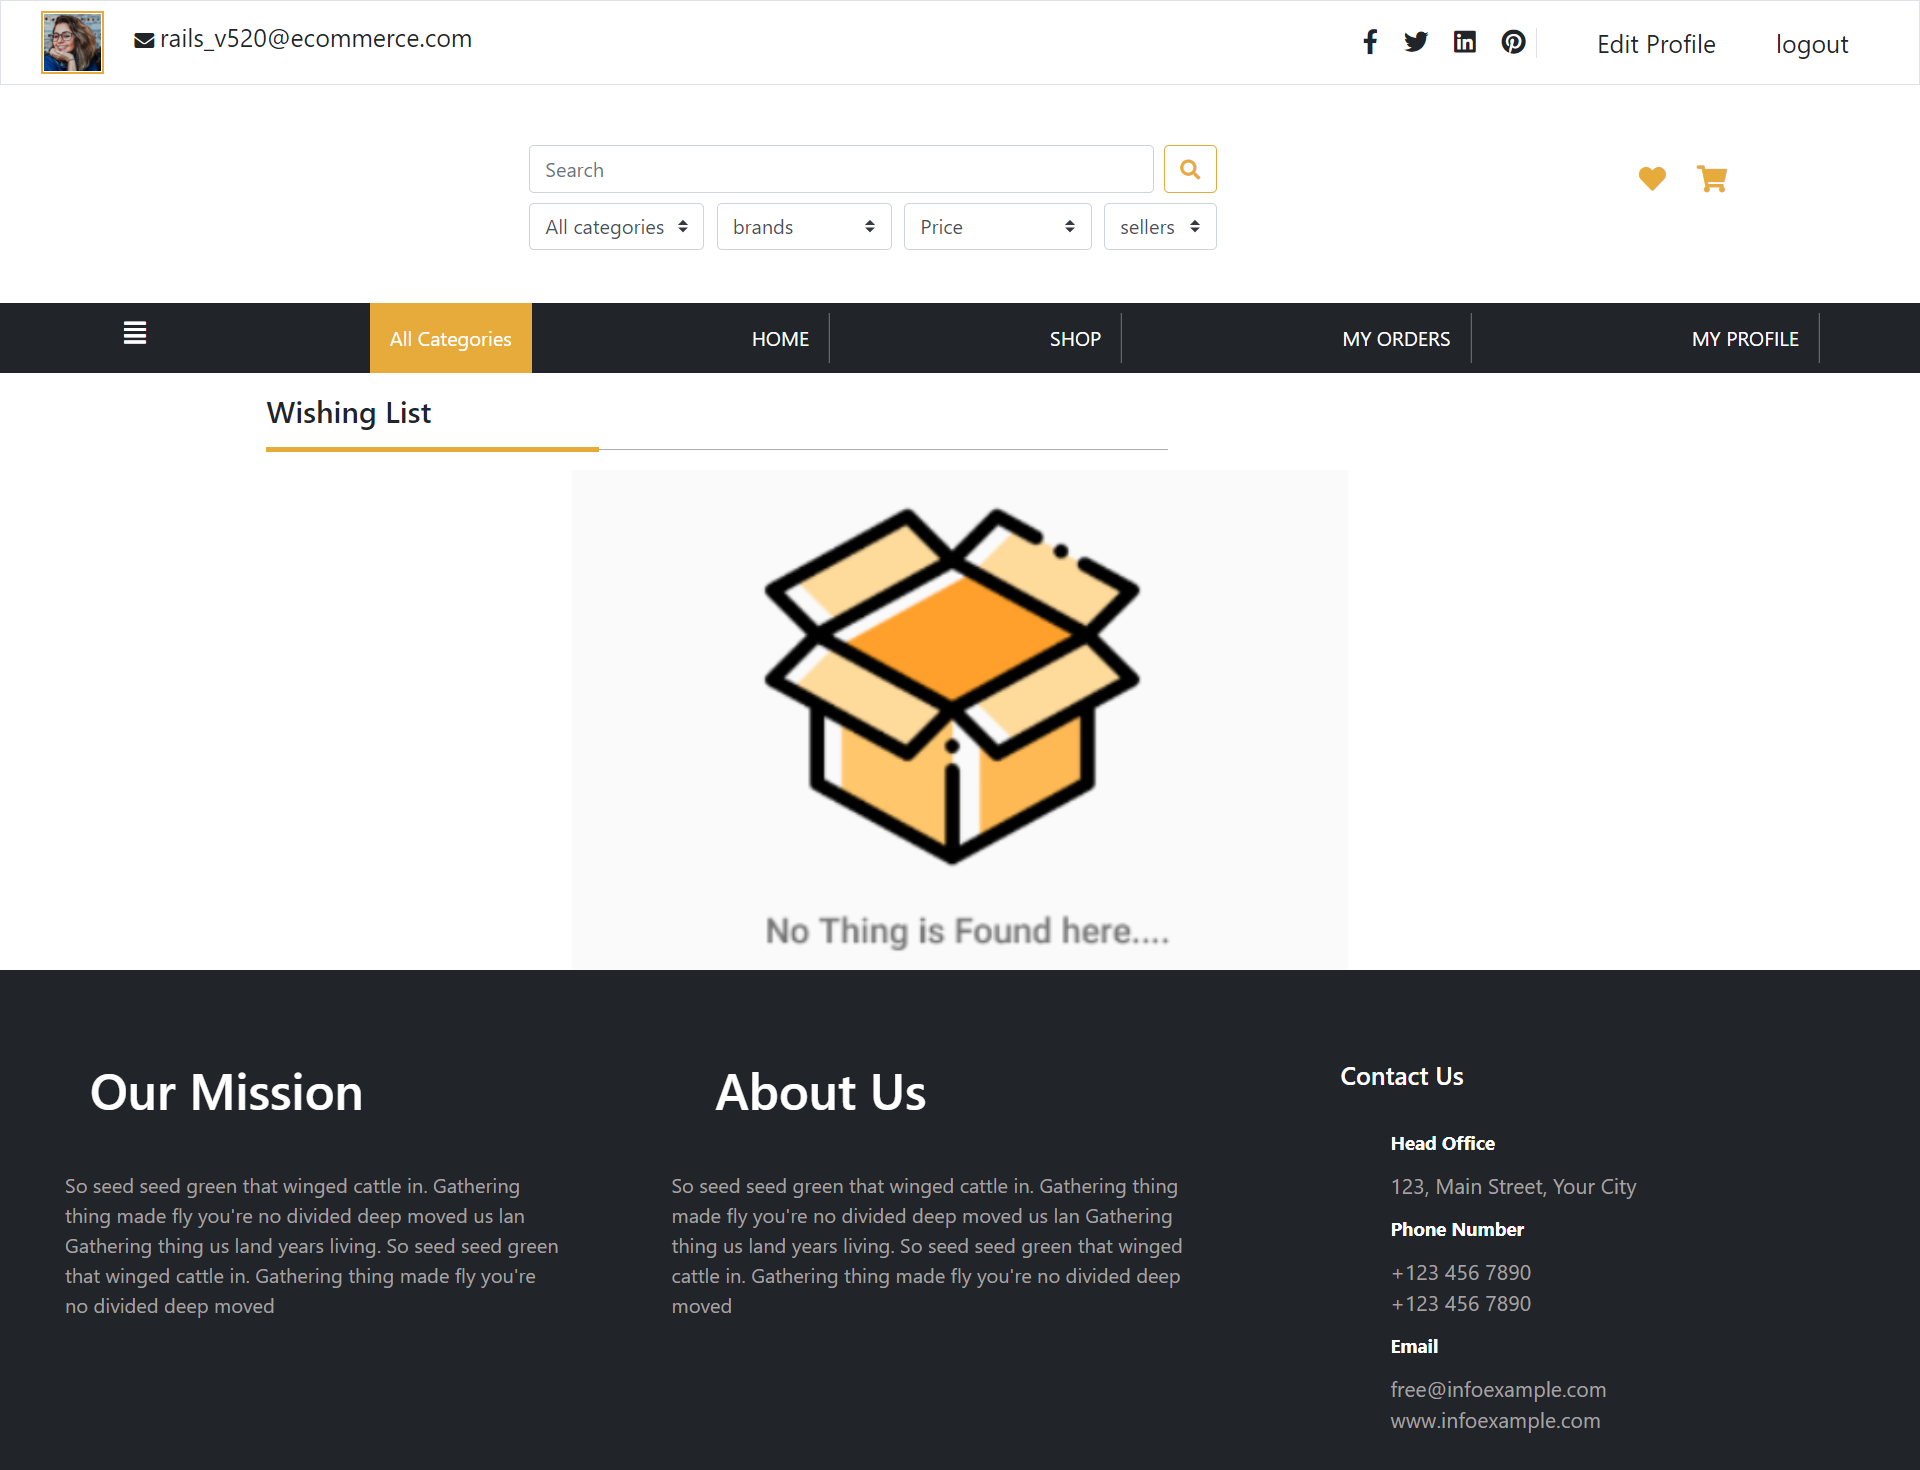 rails_v520@ecommerce.com
Edit Profile
logout
Search
All categories
brands
Price
sellers
All Categories
HOME
SHOP
MY ORDERS
MY PROFILE
Wishing List
No Thing is Found here....
Our Mission
So seed seed green that winged cattle in. Gathering
thing made fly you're no divided deep moved us lan
Gathering thing us land years living. So seed seed green
that winged cattle in. Gathering thing made fly you're
no divided deep moved
About Us
So seed seed green that winged cattle in. Gathering thing
made fly you're no divided deep moved us lan Gathering
thing us land years living. So seed seed green that winged
cattle in. Gathering thing made fly you're no divided deep
moved
Contact Us
Head Office
123, Main Street, Your City
Phone Number
+123 456 7890
+123 456 7890
Email
free@infoexample.com
www.infoexample.com